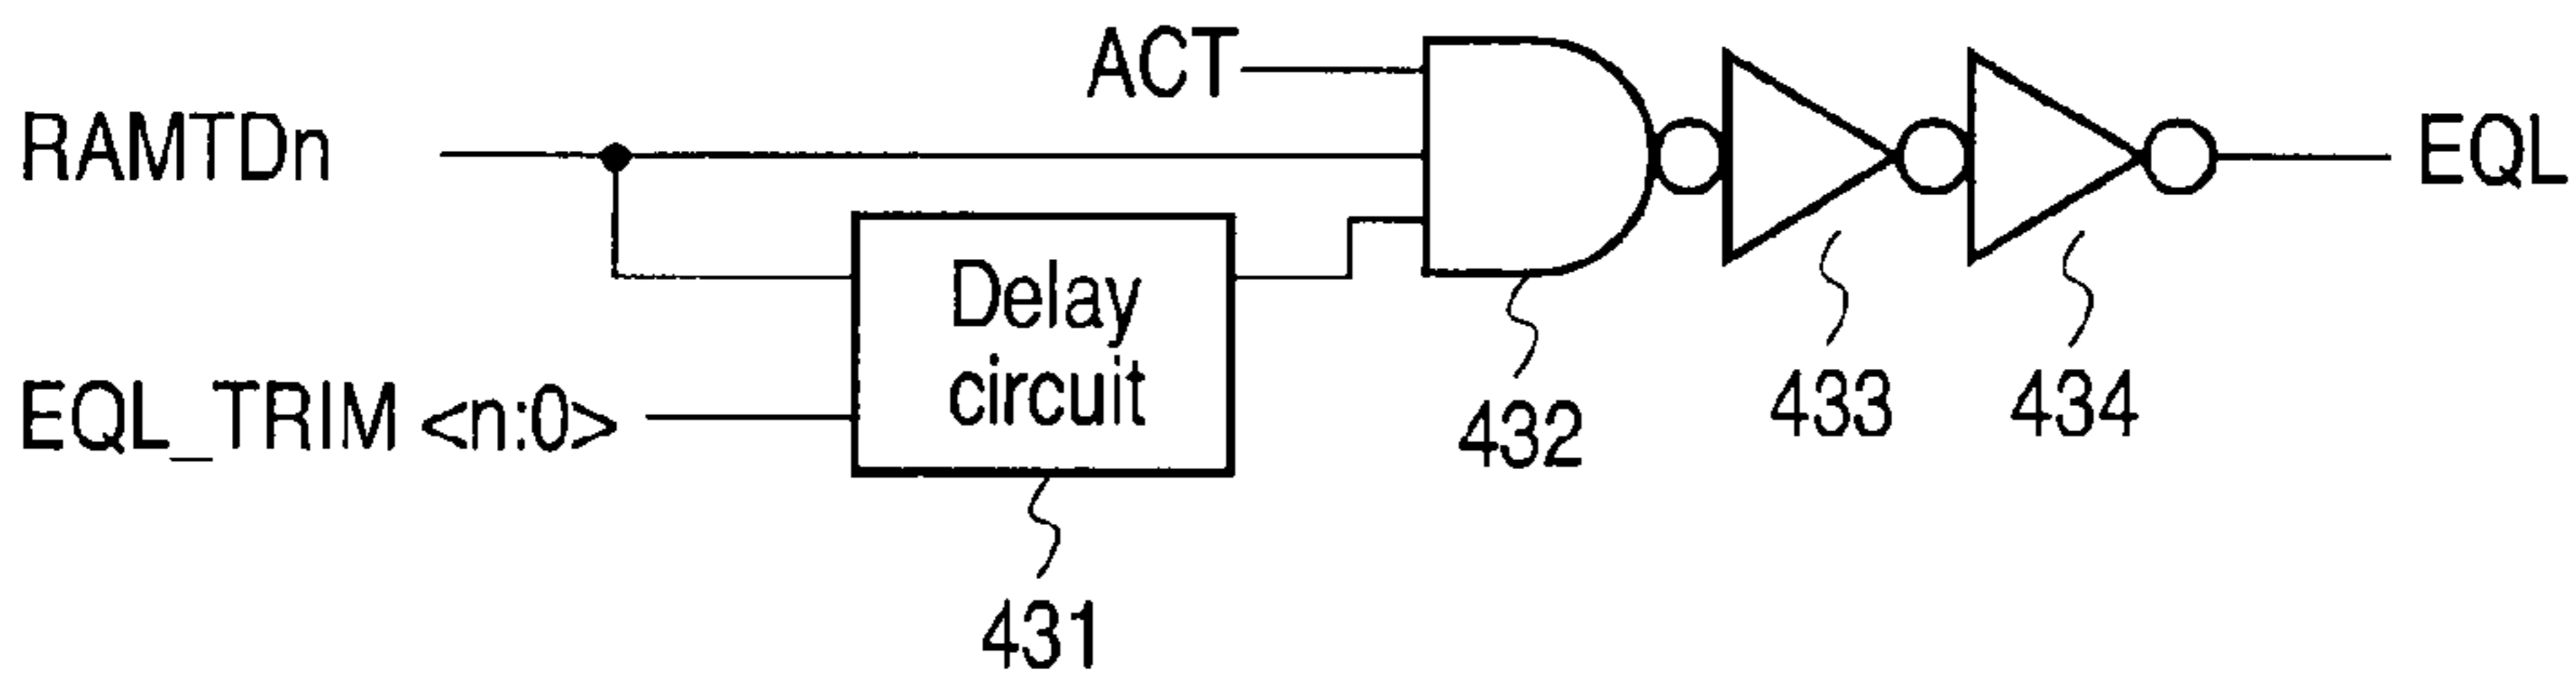 ACT
RAMTDn
EQL
Delay
circuit
EQL_TRIM <n:0>
432
433
434
431